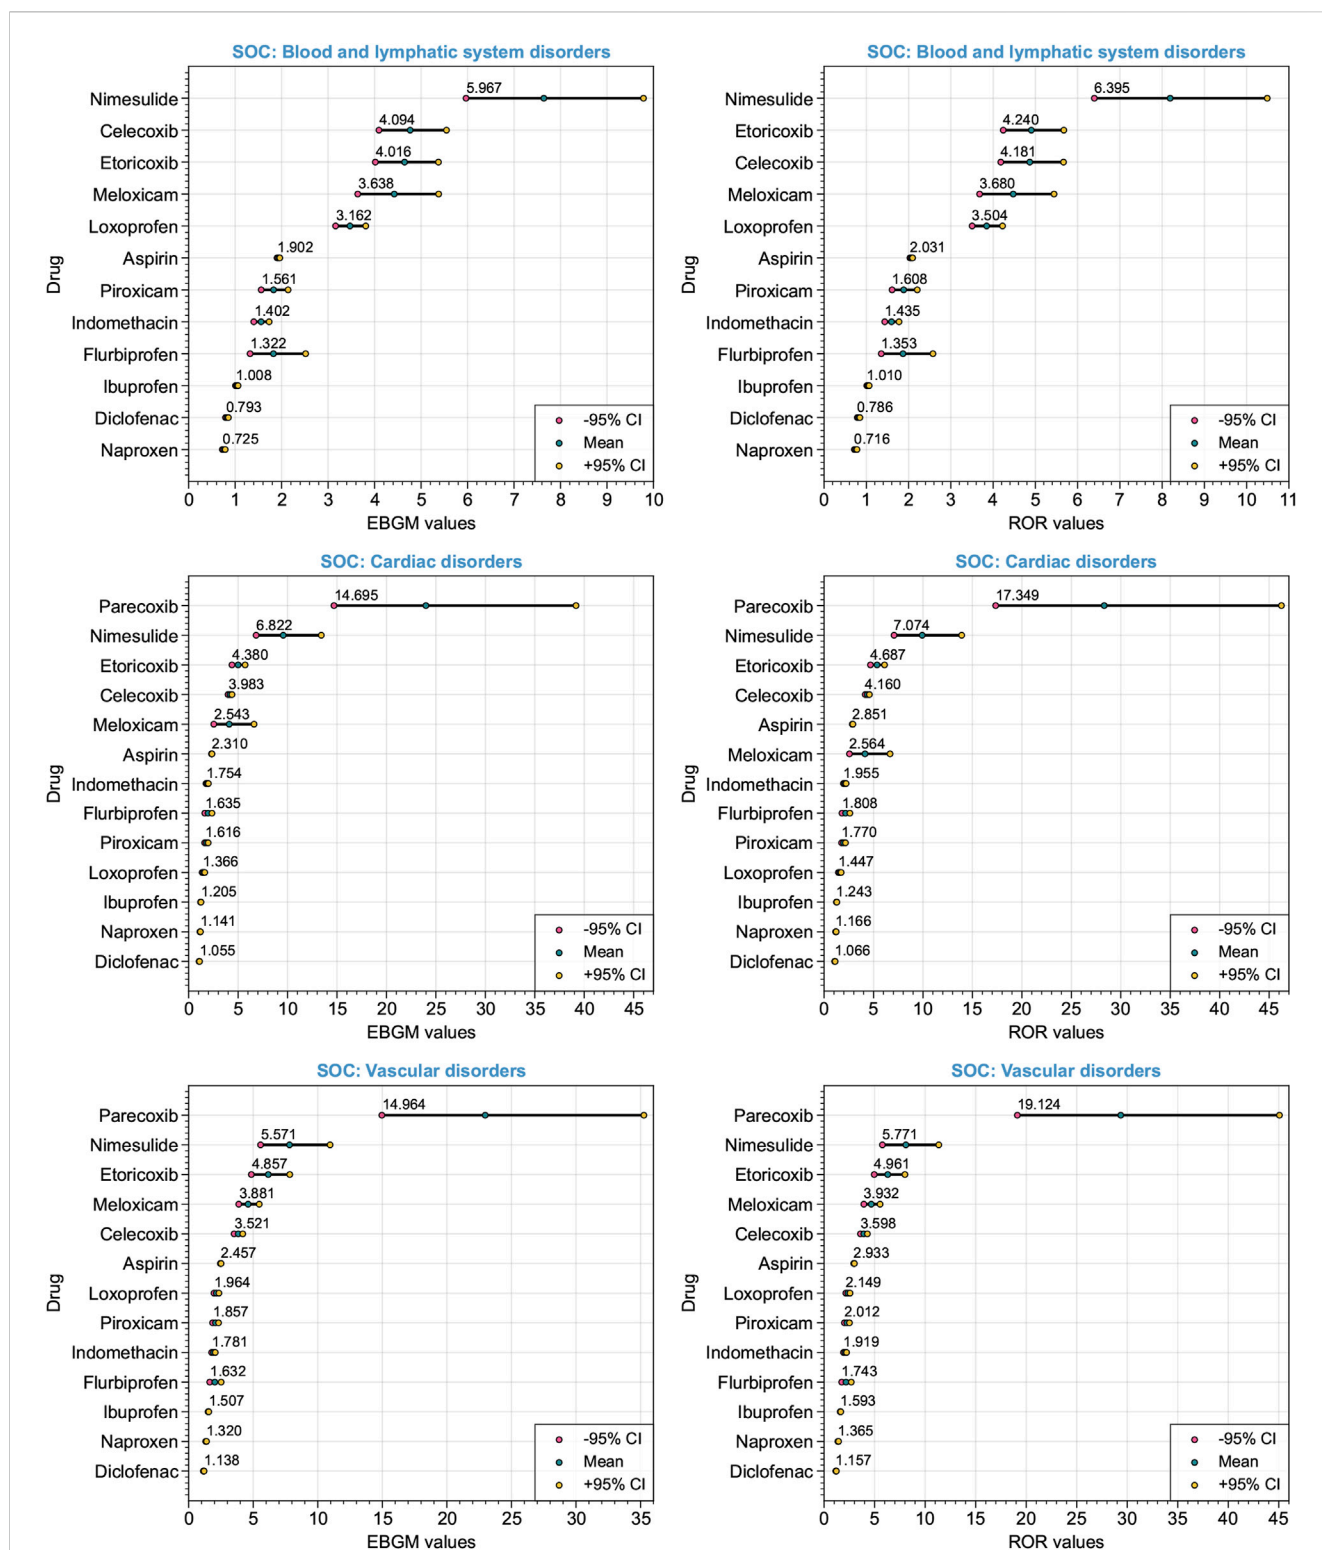 SOC: Blood and lymphatic system disorders
Drug
Nimesulide 5.967
Celecoxib 4.094
Etoricoxib 4.016
Meloxicam 3.638
Loxoprofen 3.162
Aspirin 1.902
Piroxicam 1.561
Indomethacin 1.402
Flurbiprofen 1.322
Ibuprofen 1.008
Diclofenac 0.793
Naproxen 0.725
-95% CI
Mean
+95% CI
0 1 2 3 4 5 6 7 8 9 10
EBGM values
SOC: Blood and lymphatic system disorders
Drug
Nimesulide 6.395
Etoricoxib 4.240
Celecoxib 4.181
Meloxicam 3.680
Loxoprofen 3.504
Aspirin 2.031
Piroxicam 1.608
Indomethacin 1.435
Flurbiprofen 1.353
Ibuprofen 1.010
Diclofenac 0.786
Naproxen 0.716
-95% CI
Mean
+95% CI
0 1 2 3 4 5 6 7 8 9 10 11
ROR values
SOC: Cardiac disorders
Drug
Parecoxib 14.695
Nimesulide 6.822
Etoricoxib 4.380
Celecoxib 3.983
Meloxicam 2.543
Aspirin 2.310
Indomethacin 1.754
Flurbiprofen 1.635
Piroxicam 1.616
Loxoprofen 1.366
Ibuprofen 1.205
Naproxen 1.141
Diclofenac 1.055
-95% CI
Mean
+95% CI
0 5 10 15 20 25 30 35 40 45
EBGM values
SOC: Cardiac disorders
Drug
Parecoxib 17.349
Nimesulide 7.074
Etoricoxib 4.687
Celecoxib 4.160
Aspirin 2.851
Meloxicam 2.564
Indomethacin 1.955
Flurbiprofen 1.808
Piroxicam 1.770
Loxoprofen 1.447
Ibuprofen 1.243
Naproxen 1.166
Diclofenac 1.066
-95% CI
Mean
+95% CI
0 5 10 15 20 25 30 35 40 45
ROR values
SOC: Vascular disorders
Drug
Parecoxib 14.964
Nimesulide 5.571
Etoricoxib 4.857
Meloxicam 3.881
Celecoxib 3.521
Aspirin 2.457
Loxoprofen 1.964
Piroxicam 1.857
Indomethacin 1.781
Flurbiprofen 1.632
Ibuprofen 1.507
Naproxen 1.320
Diclofenac 1.138
-95% CI
Mean
+95% CI
0 5 10 15 20 25 30 35
EBGM values
SOC: Vascular disorders
Drug
Parecoxib 19.124
Nimesulide 5.771
Etoricoxib 4.961
Meloxicam 3.932
Celecoxib 3.598
Aspirin 2.933
Loxoprofen 2.149
Piroxicam 2.012
Indomethacin 1.919
Flurbiprofen 1.743
Ibuprofen 1.593
Naproxen 1.365
Diclofenac 1.157
-95% CI
Mean
+95% CI
0 5 10 15 20 25 30 35 40 45
ROR values